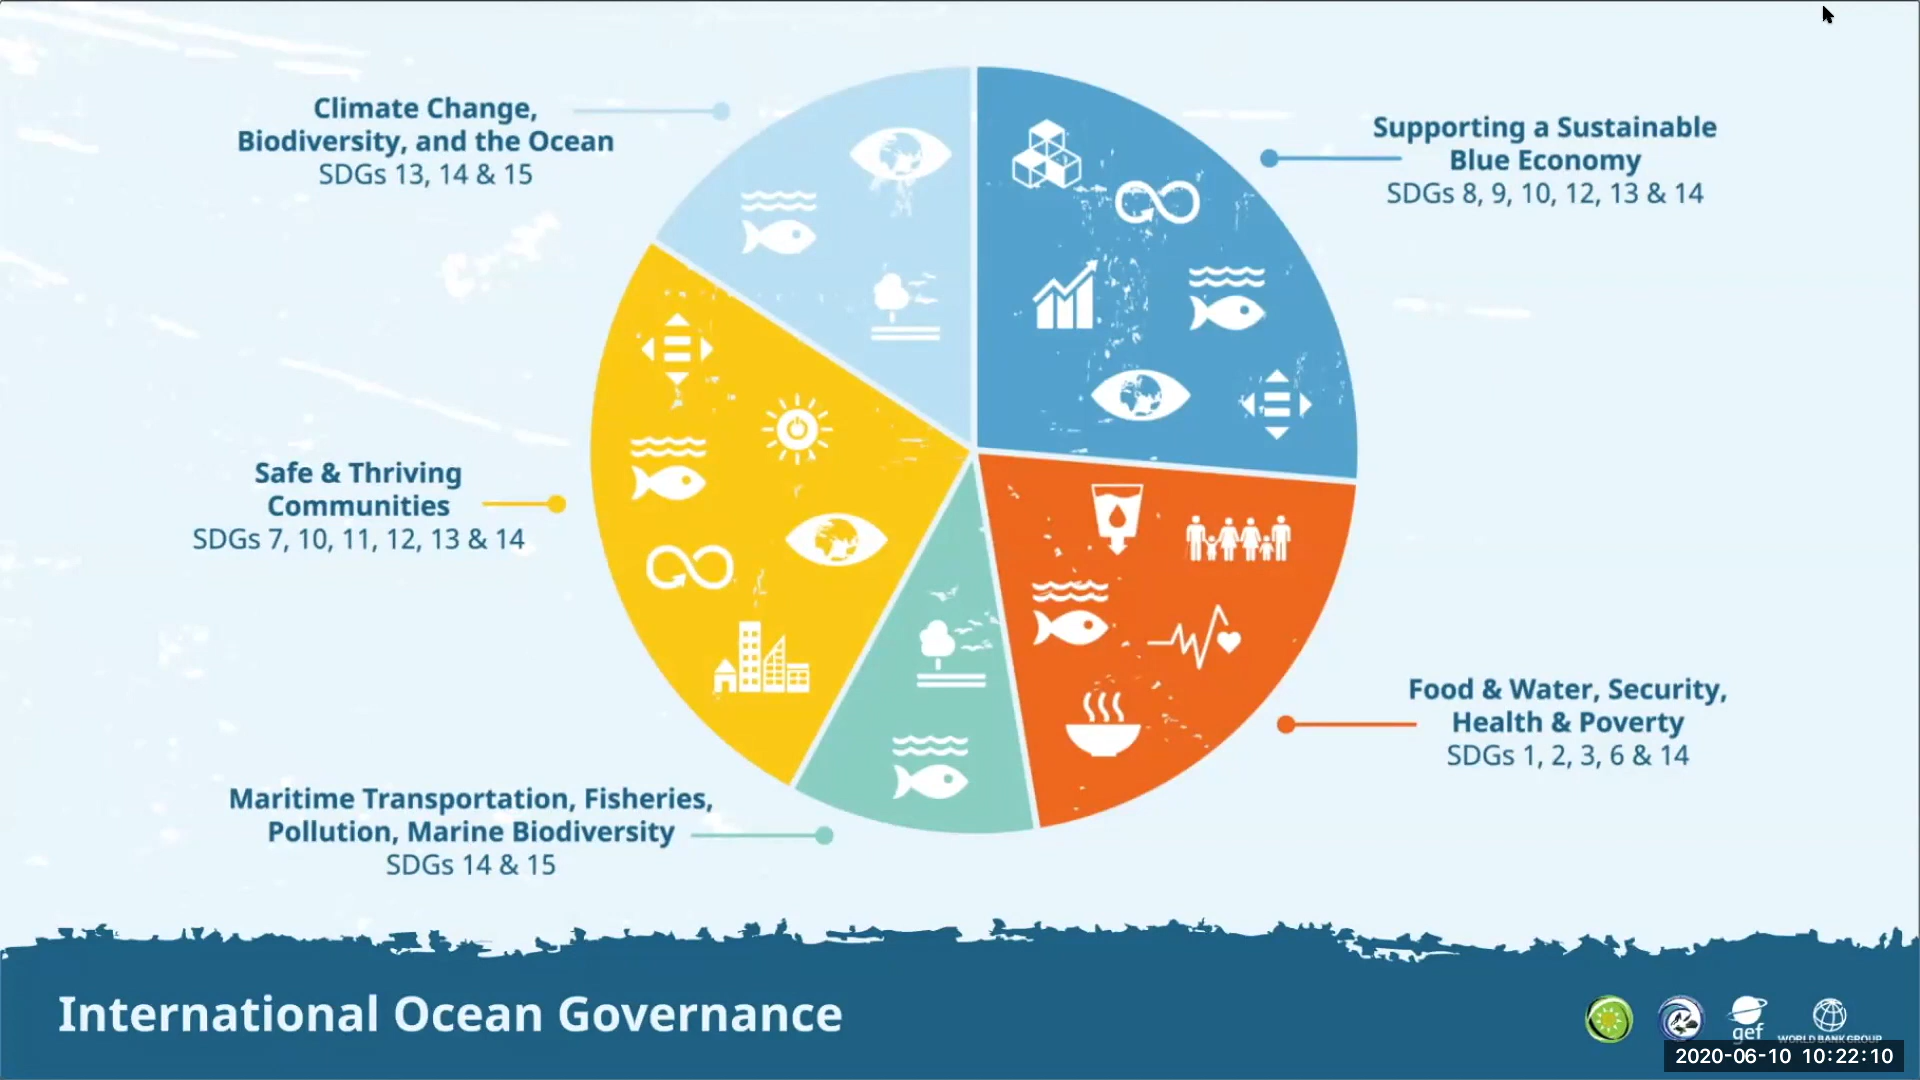 Climate Change,
Biodiversity, and the Ocean
SDGs 13, 14 & 15
Supporting a Sustainable
Blue Economy
SDGs 8, 9, 10, 12, 13 & 14
Safe & Thriving
Communities
SDGs 7, 10, 11, 12, 13 & 14
Food & Water, Security,
Health & Poverty
SDGs 1, 2, 3, 6 & 14
Maritime Transportation, Fisheries,
Pollution, Marine Biodiversity
SDGs 14 & 15
International Ocean Governance
gef
WORLD BANK GROUP
2020-06-10 10:22:10